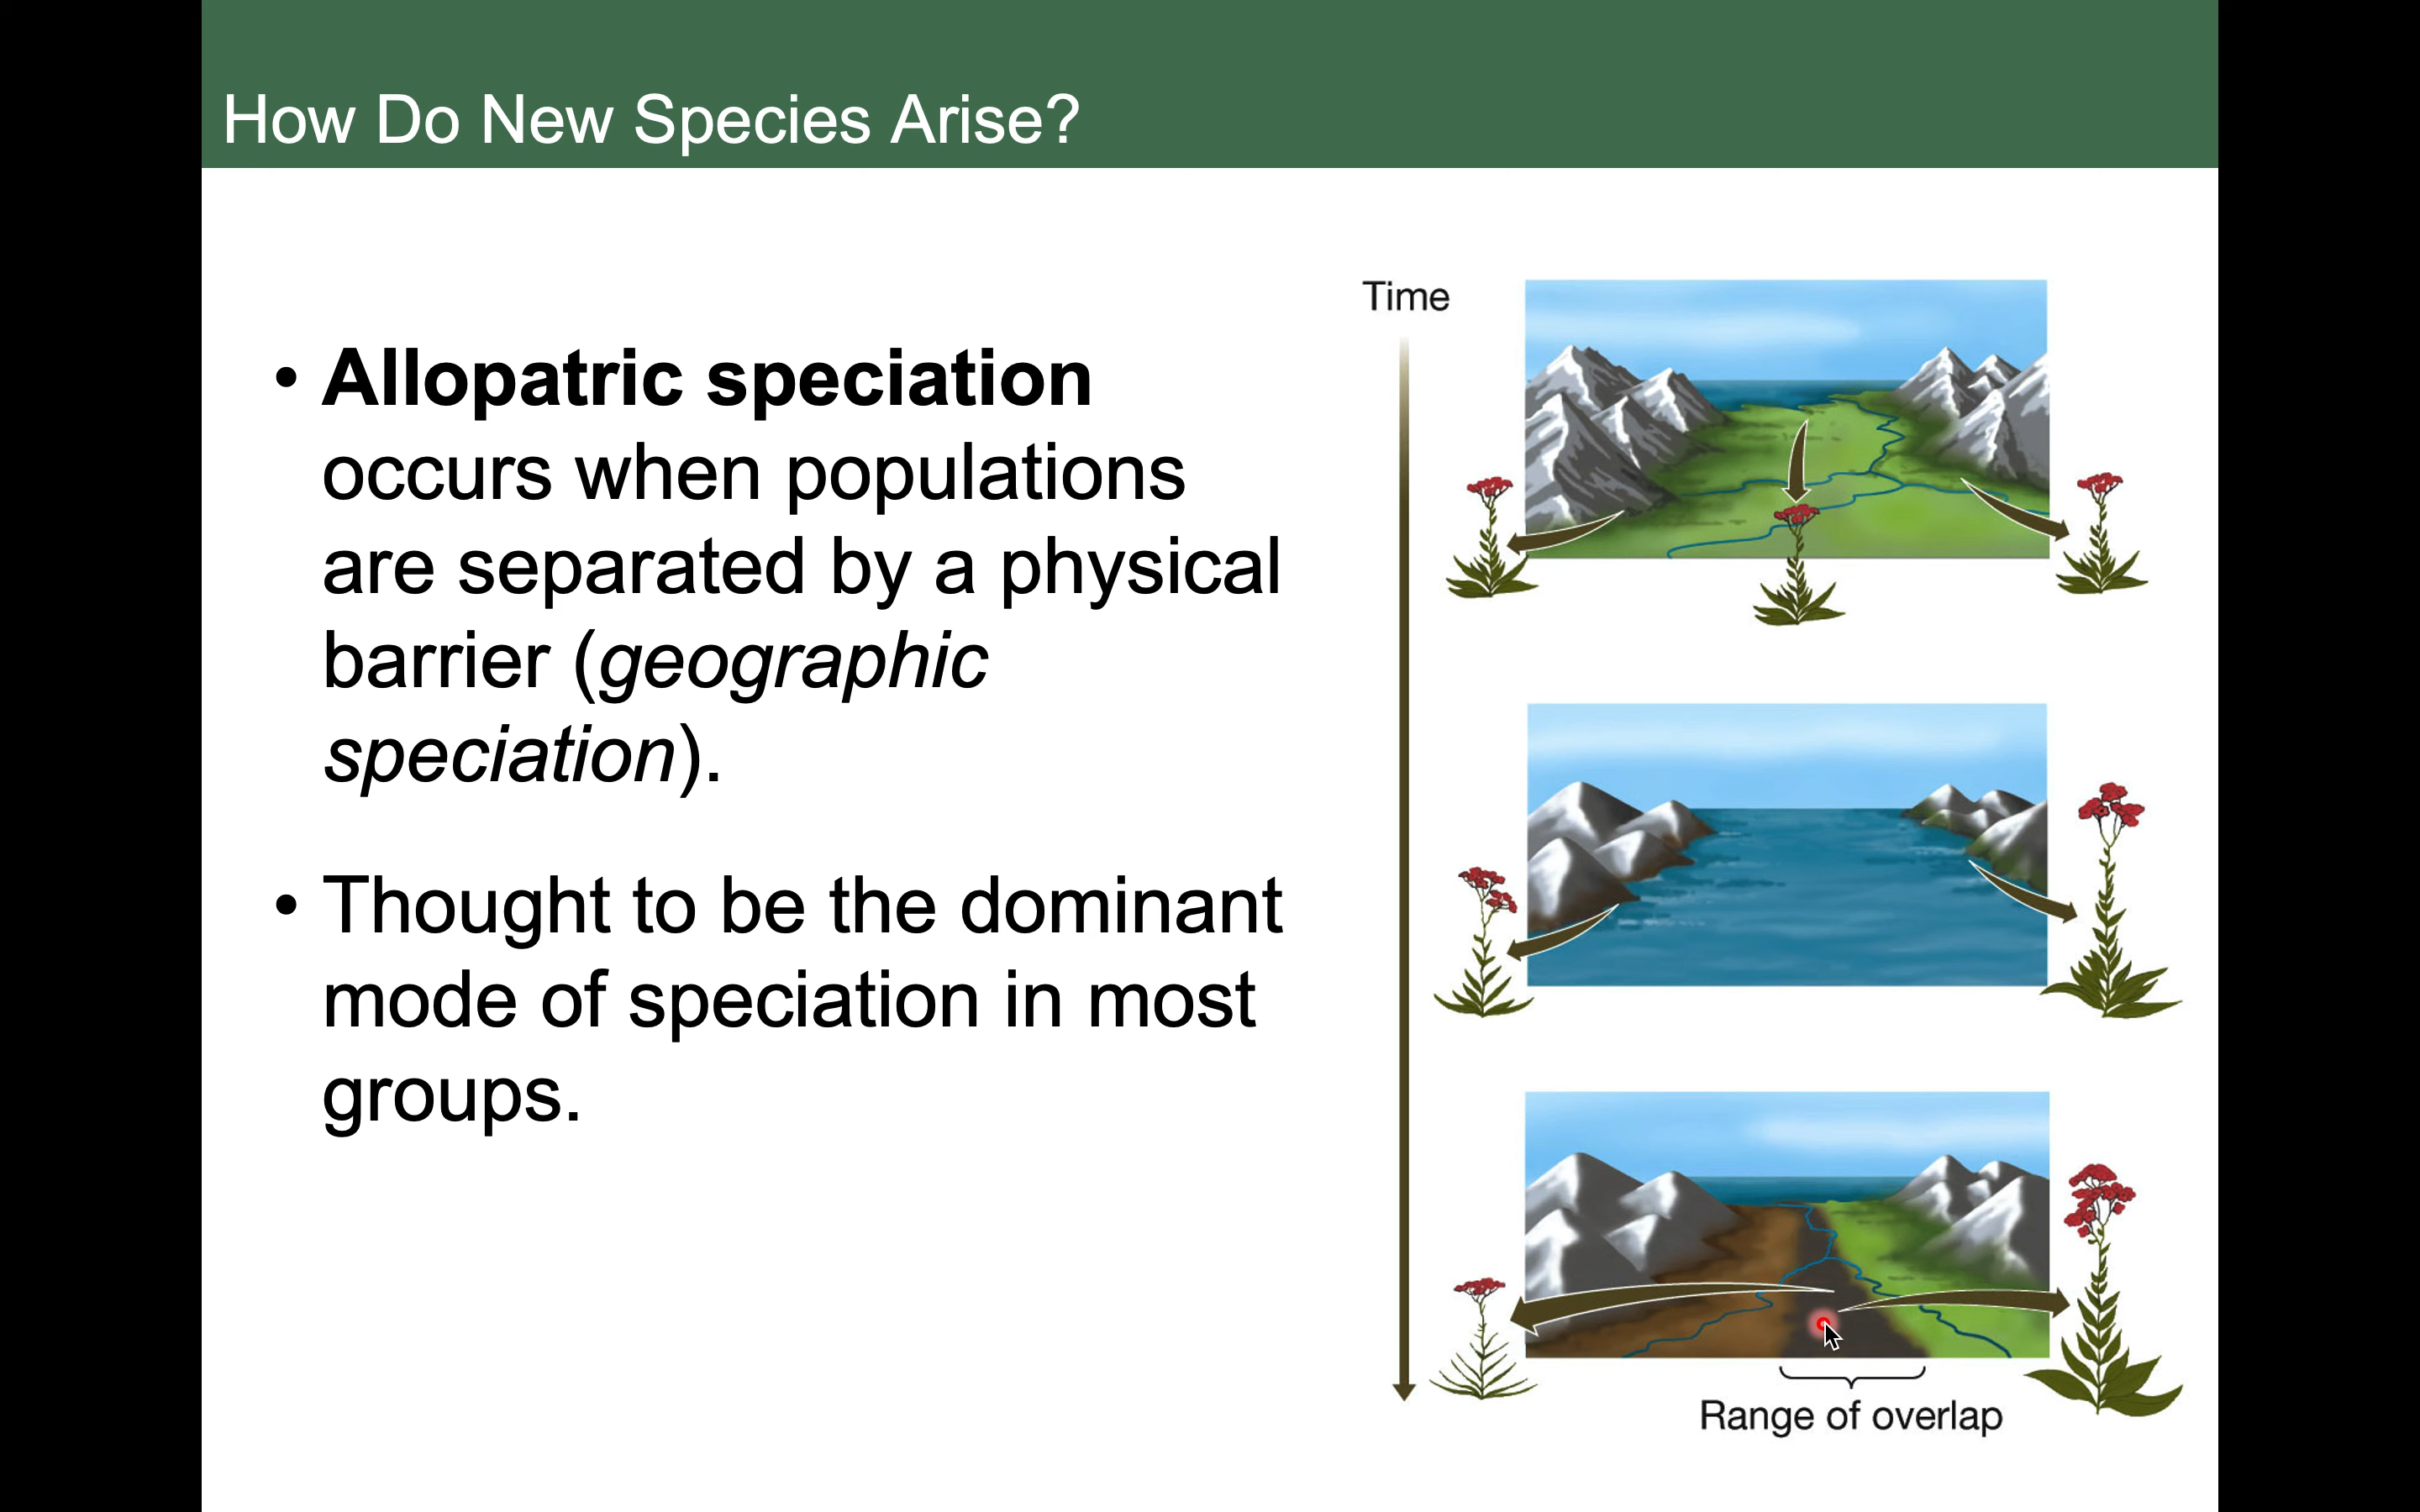 How Do New Species Arise?
• Allopatric speciation
occurs when populations
are separated by a physical
barrier (geographic
speciation).
• Thought to be the dominant
mode of speciation in most
groups.
Time
Range of overlap